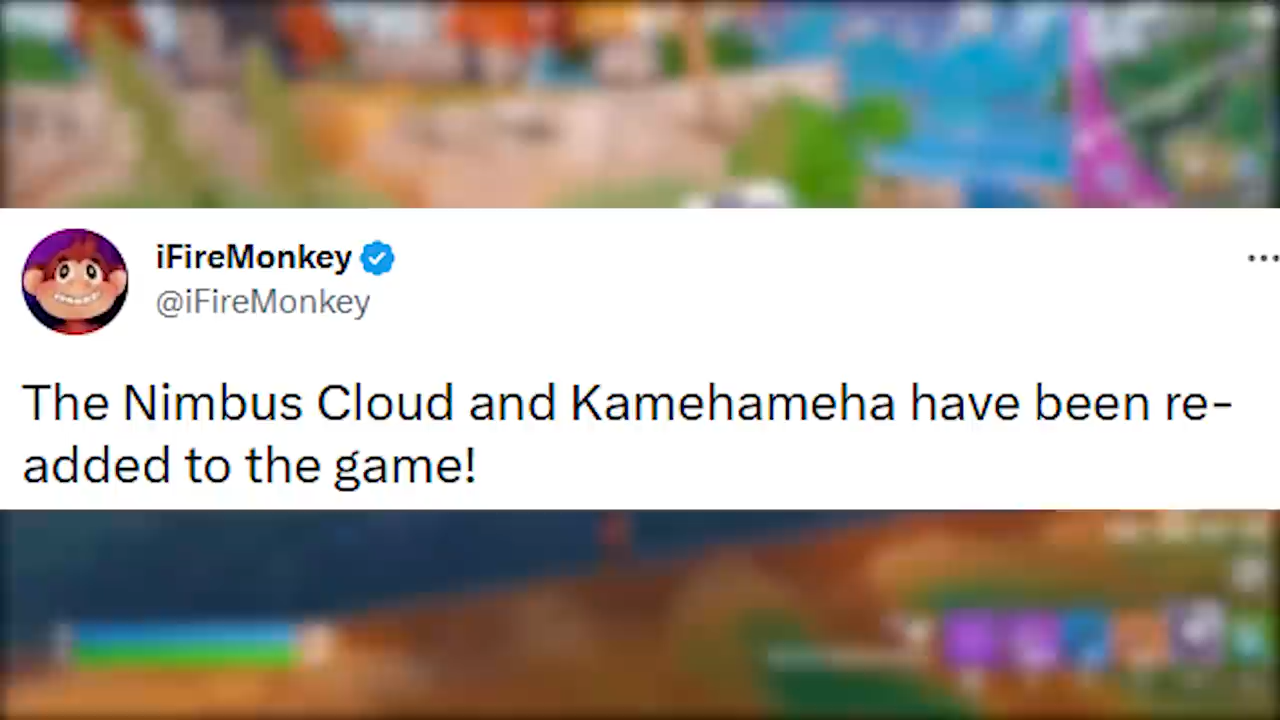 iFireMonkey
@iFireMonkey
The Nimbus Cloud and Kamehameha have been re-
added to the game!